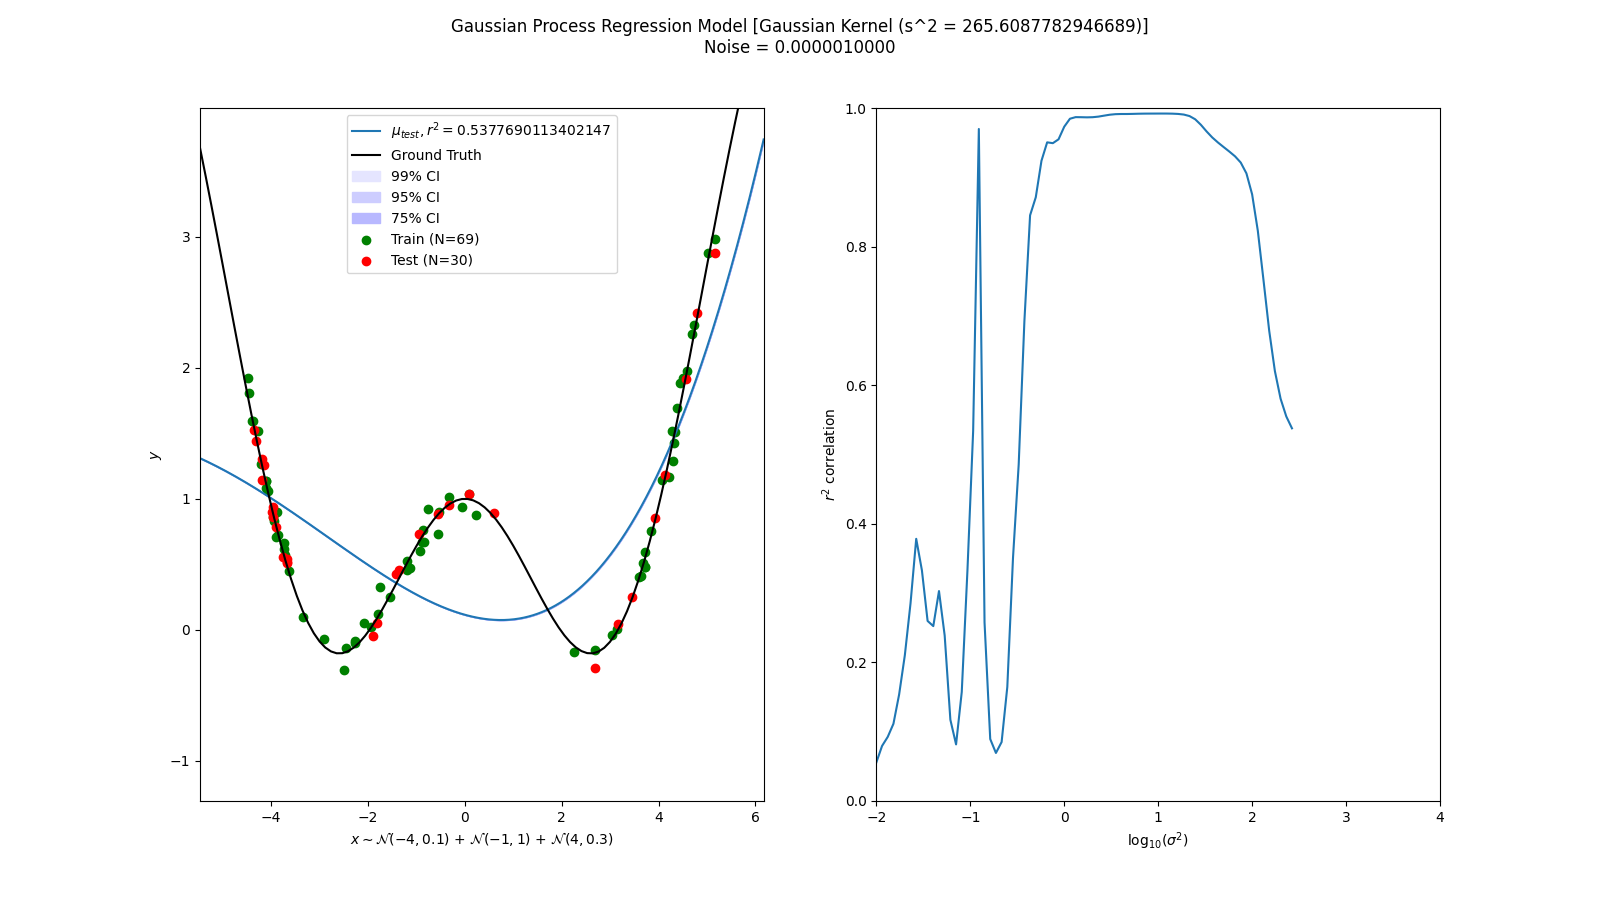 Gaussian Process Regression Model [Gaussian Kernel (s^2 = 265.6087782946689)]
Noise = 0.0000010000
μ_test, r² = 0.5377690113402147
Ground Truth
99% CI
95% CI
75% CI
Train (N=69)
Test (N=30)
3
2
1
0
−1
y
−4 −2 0 2 4 6
x ∼ 𝒩(−4, 0.1) + 𝒩(−1, 1) + 𝒩(4, 0.3)
1.0
0.8
0.6
0.4
0.2
0.0
r² correlation
−2 −1 0 1 2 3 4
log₁₀(σ²)